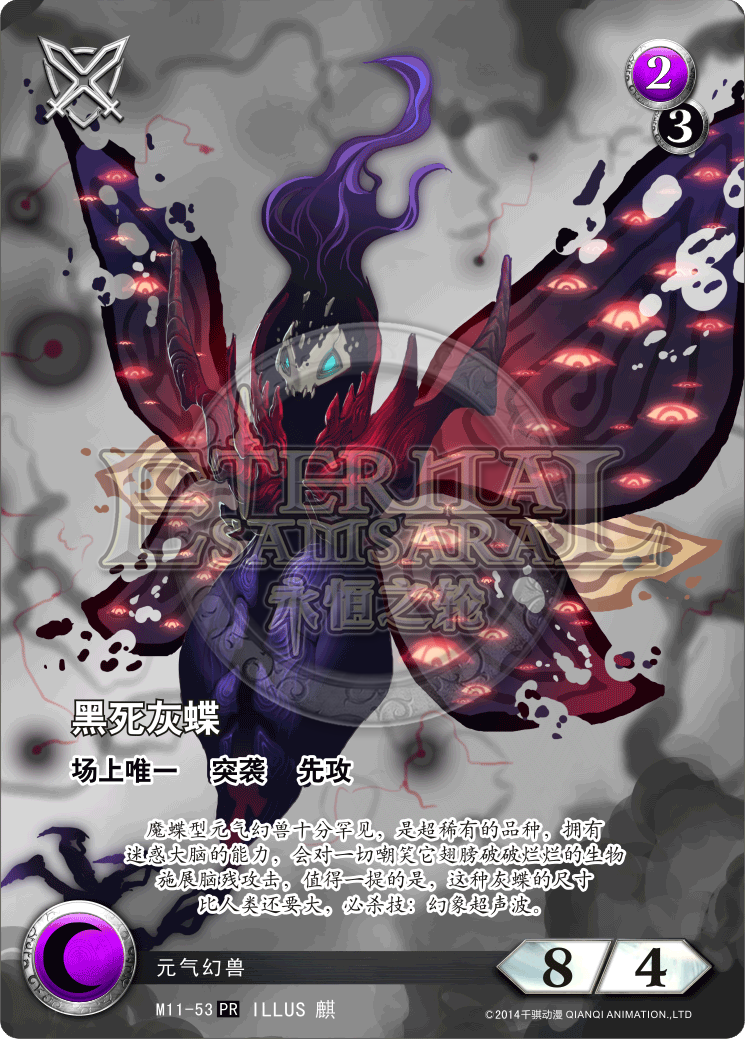 2
3
ETERNAL
SAMSARA
永恒之轮
黑死灰蝶
场上唯一 突袭 先攻
魔蝶型元气幻兽十分罕见，是超稀有的品种，拥有
迷惑大脑的能力，会对一切嘲笑它翅膀破破烂烂的生物
施展脑残攻击，值得一提的是，这种灰蝶的尺寸
比人类还要大，必杀技：幻象超声波。
元气幻兽
8 4
M11-53 PR ILLUS 麒
©2014千骐动漫 QIANQI ANIMATION.,LTD